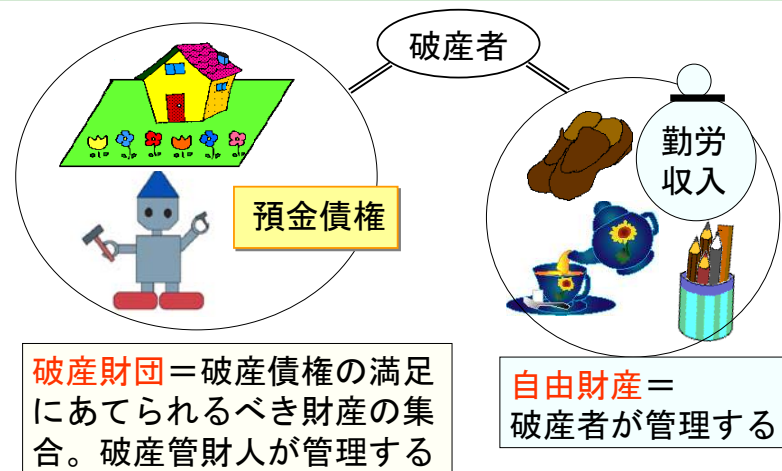 破産者
預金債権
勤労
収入
破産財団＝破産債権の満足
にあてられるべき財産の集
合。破産管財人が管理する
自由財産＝
破産者が管理する